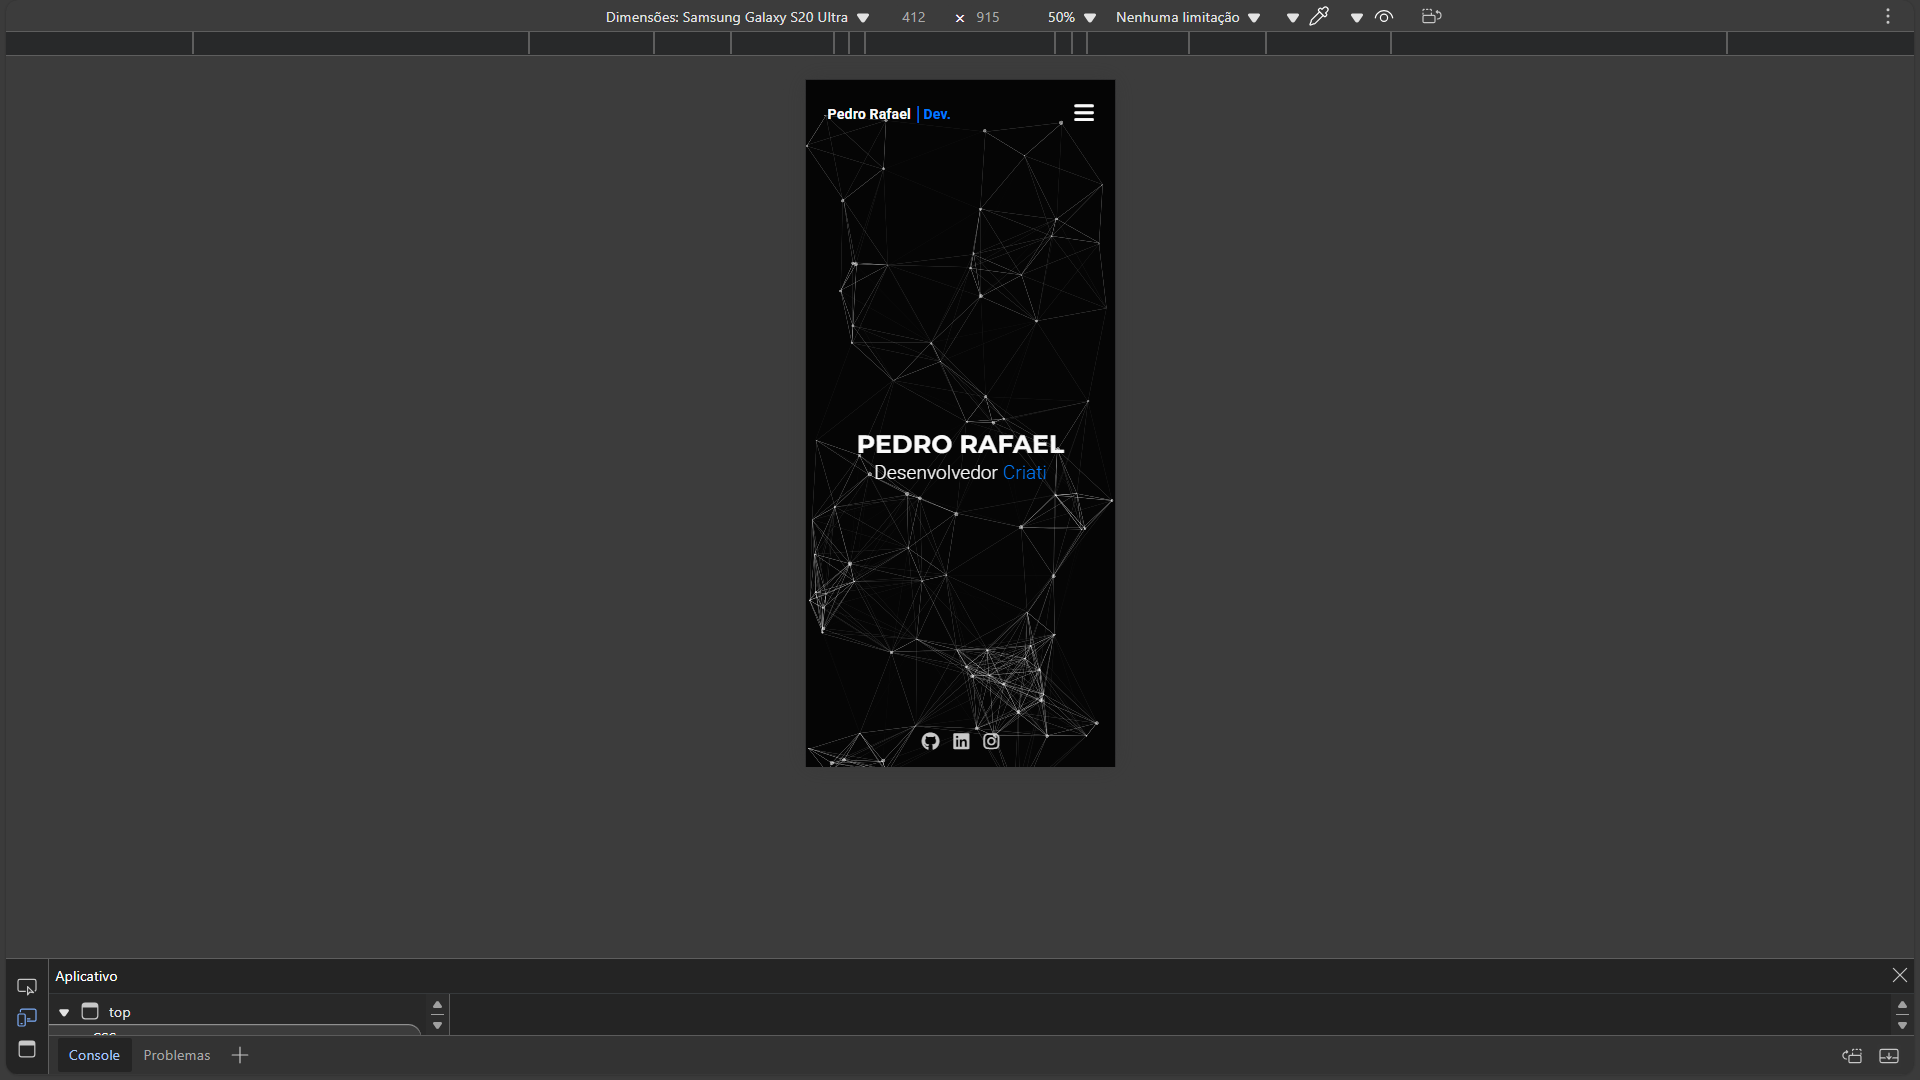 Dimensões: Samsung Galaxy S20 Ultra 412 × 915 50% Nenhuma limitação
Pedro Rafael | Dev.
PEDRO RAFAEL
Desenvolvedor Criati
in
Aplicativo
top
Console Problemas